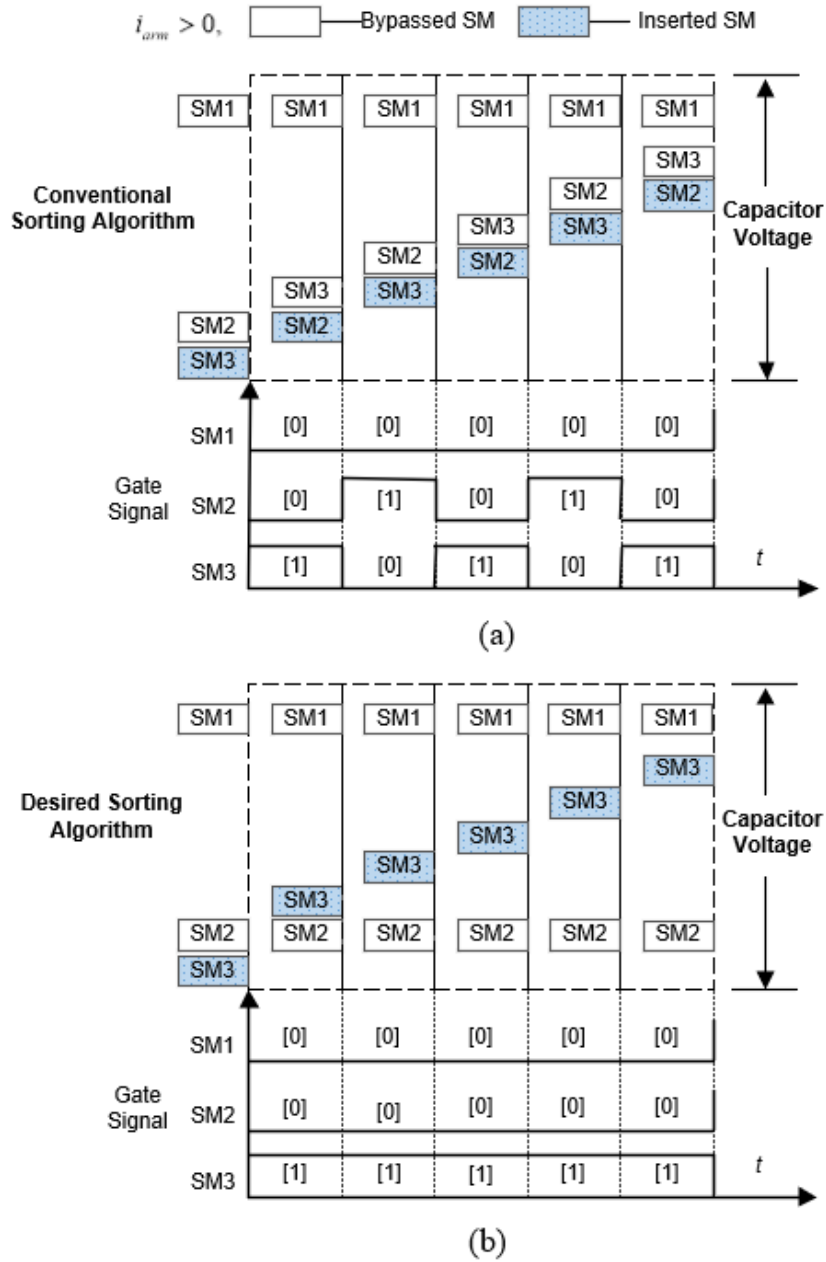 i_arm > 0, Bypassed SM Inserted SM
SM1 SM1 SM1 SM1 SM1 SM1
SM3
Conventional
Sorting Algorithm
SM2 SM2
SM3 SM3
Capacitor
Voltage
SM2 SM2
SM3 SM3
SM2 SM2
SM3
[0] [0] [0] [0] [0]
SM1
Gate
Signal
SM2
[0] [1] [0] [1] [0]
SM3
[1] [0] [1] [0] [1]
t
(a)
SM1 SM1 SM1 SM1 SM1 SM1
SM3
Desired Sorting
Algorithm
SM3
Capacitor
Voltage
SM3
SM3
SM3
SM2 SM2 SM2 SM2 SM2 SM2
SM3
[0] [0] [0] [0] [0]
SM1
Gate
Signal
SM2
[0] [0] [0] [0] [0]
SM3
[1] [1] [1] [1] [1]
t
(b)